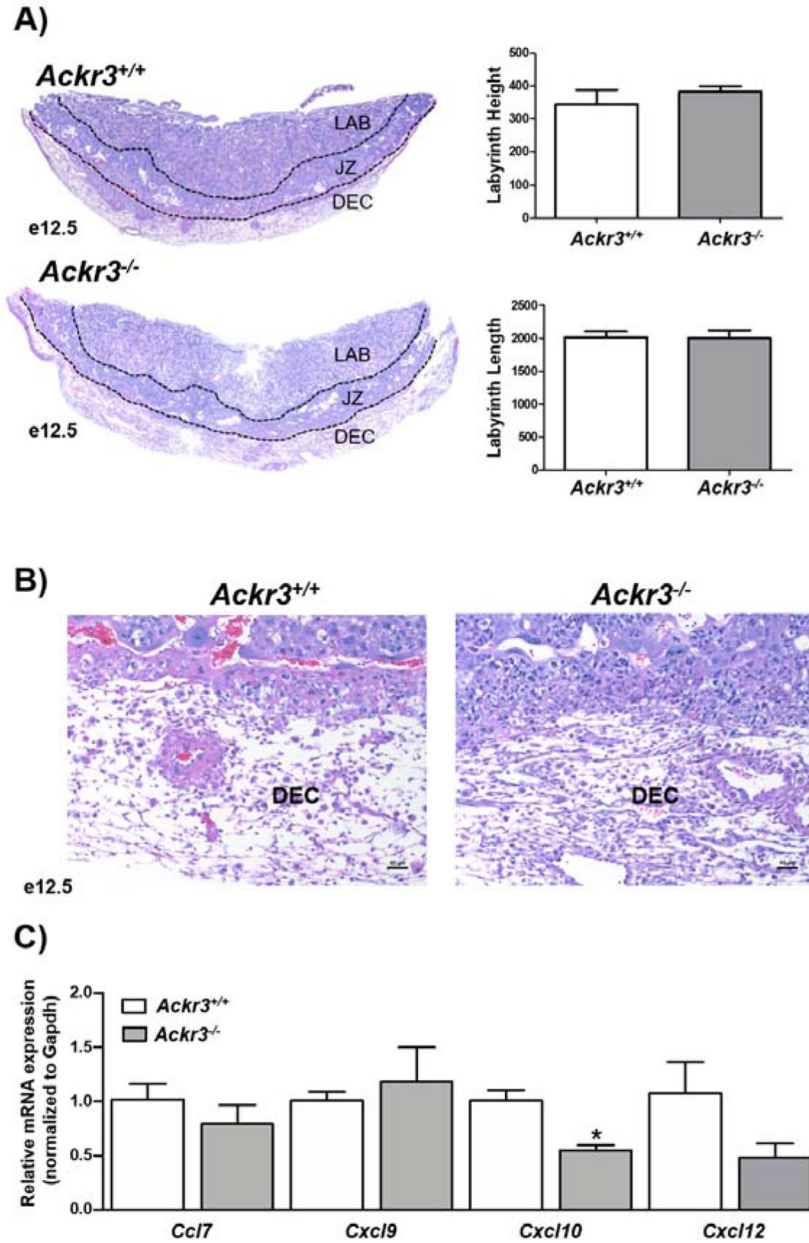 A)
Ackr3+/+
LAB
JZ
DEC
e12.5
Ackr3-/-
LAB
JZ
DEC
e12.5
Labyrinth Height
500
400
300
200
100
0
Ackr3+/+ Ackr3-/-
Labyrinth Length
2500
2000
1500
1000
500
0
Ackr3+/+ Ackr3-/-
B)
Ackr3+/+ Ackr3-/-
DEC DEC
e12.5
C)
Relative mRNA expression
(normalized to Gapdh)
2.0
1.5
1.0
0.5
0.0
Ackr3+/+
Ackr3-/-
*
Ccl7 Cxcl9 Cxcl10 Cxcl12